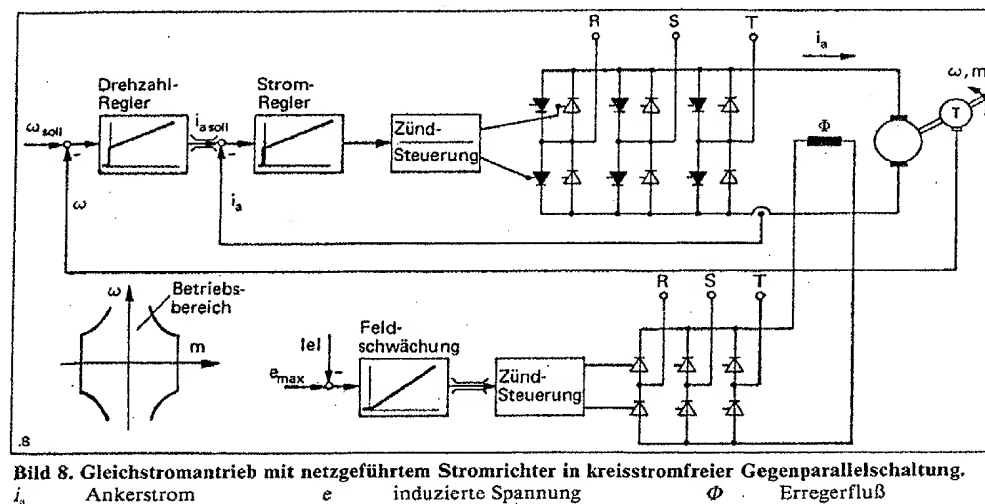 R S T
i_a
Drehzahl-
Regler
Strom-
Regler
ω, m
ω_soll
i_a soll
Zünd-
Steuerung
T
Φ
-
-
ω
i_a
R S T
ω
Betriebs-
bereich
m
|e|
Feld-
schwächung
-
e_max
Zünd-
Steuerung
.8
Bild 8. Gleichstromantrieb mit netzgeführtem Stromrichter in kreisstromfreier Gegenparallelschaltung.
i_a Ankerstrom e induzierte Spannung Φ Erregerfluß